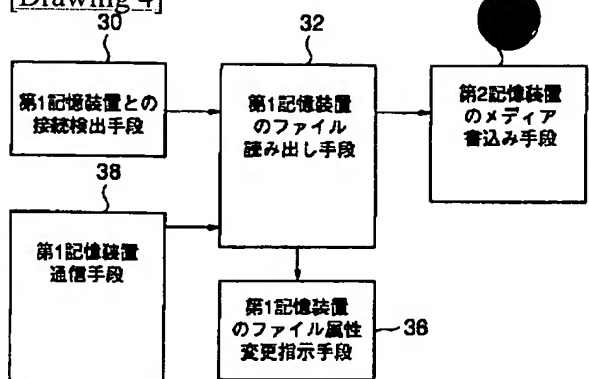 [Drawing 4]
30
32
第1記憶装置との
接続検出手段
第1記憶装置
のファイル
読み出し手段
第2記憶装置
のメディア
書込み手段
38
第1記憶装置
通信手段
第1記憶装置
のファイル属性
変更指示手段
36